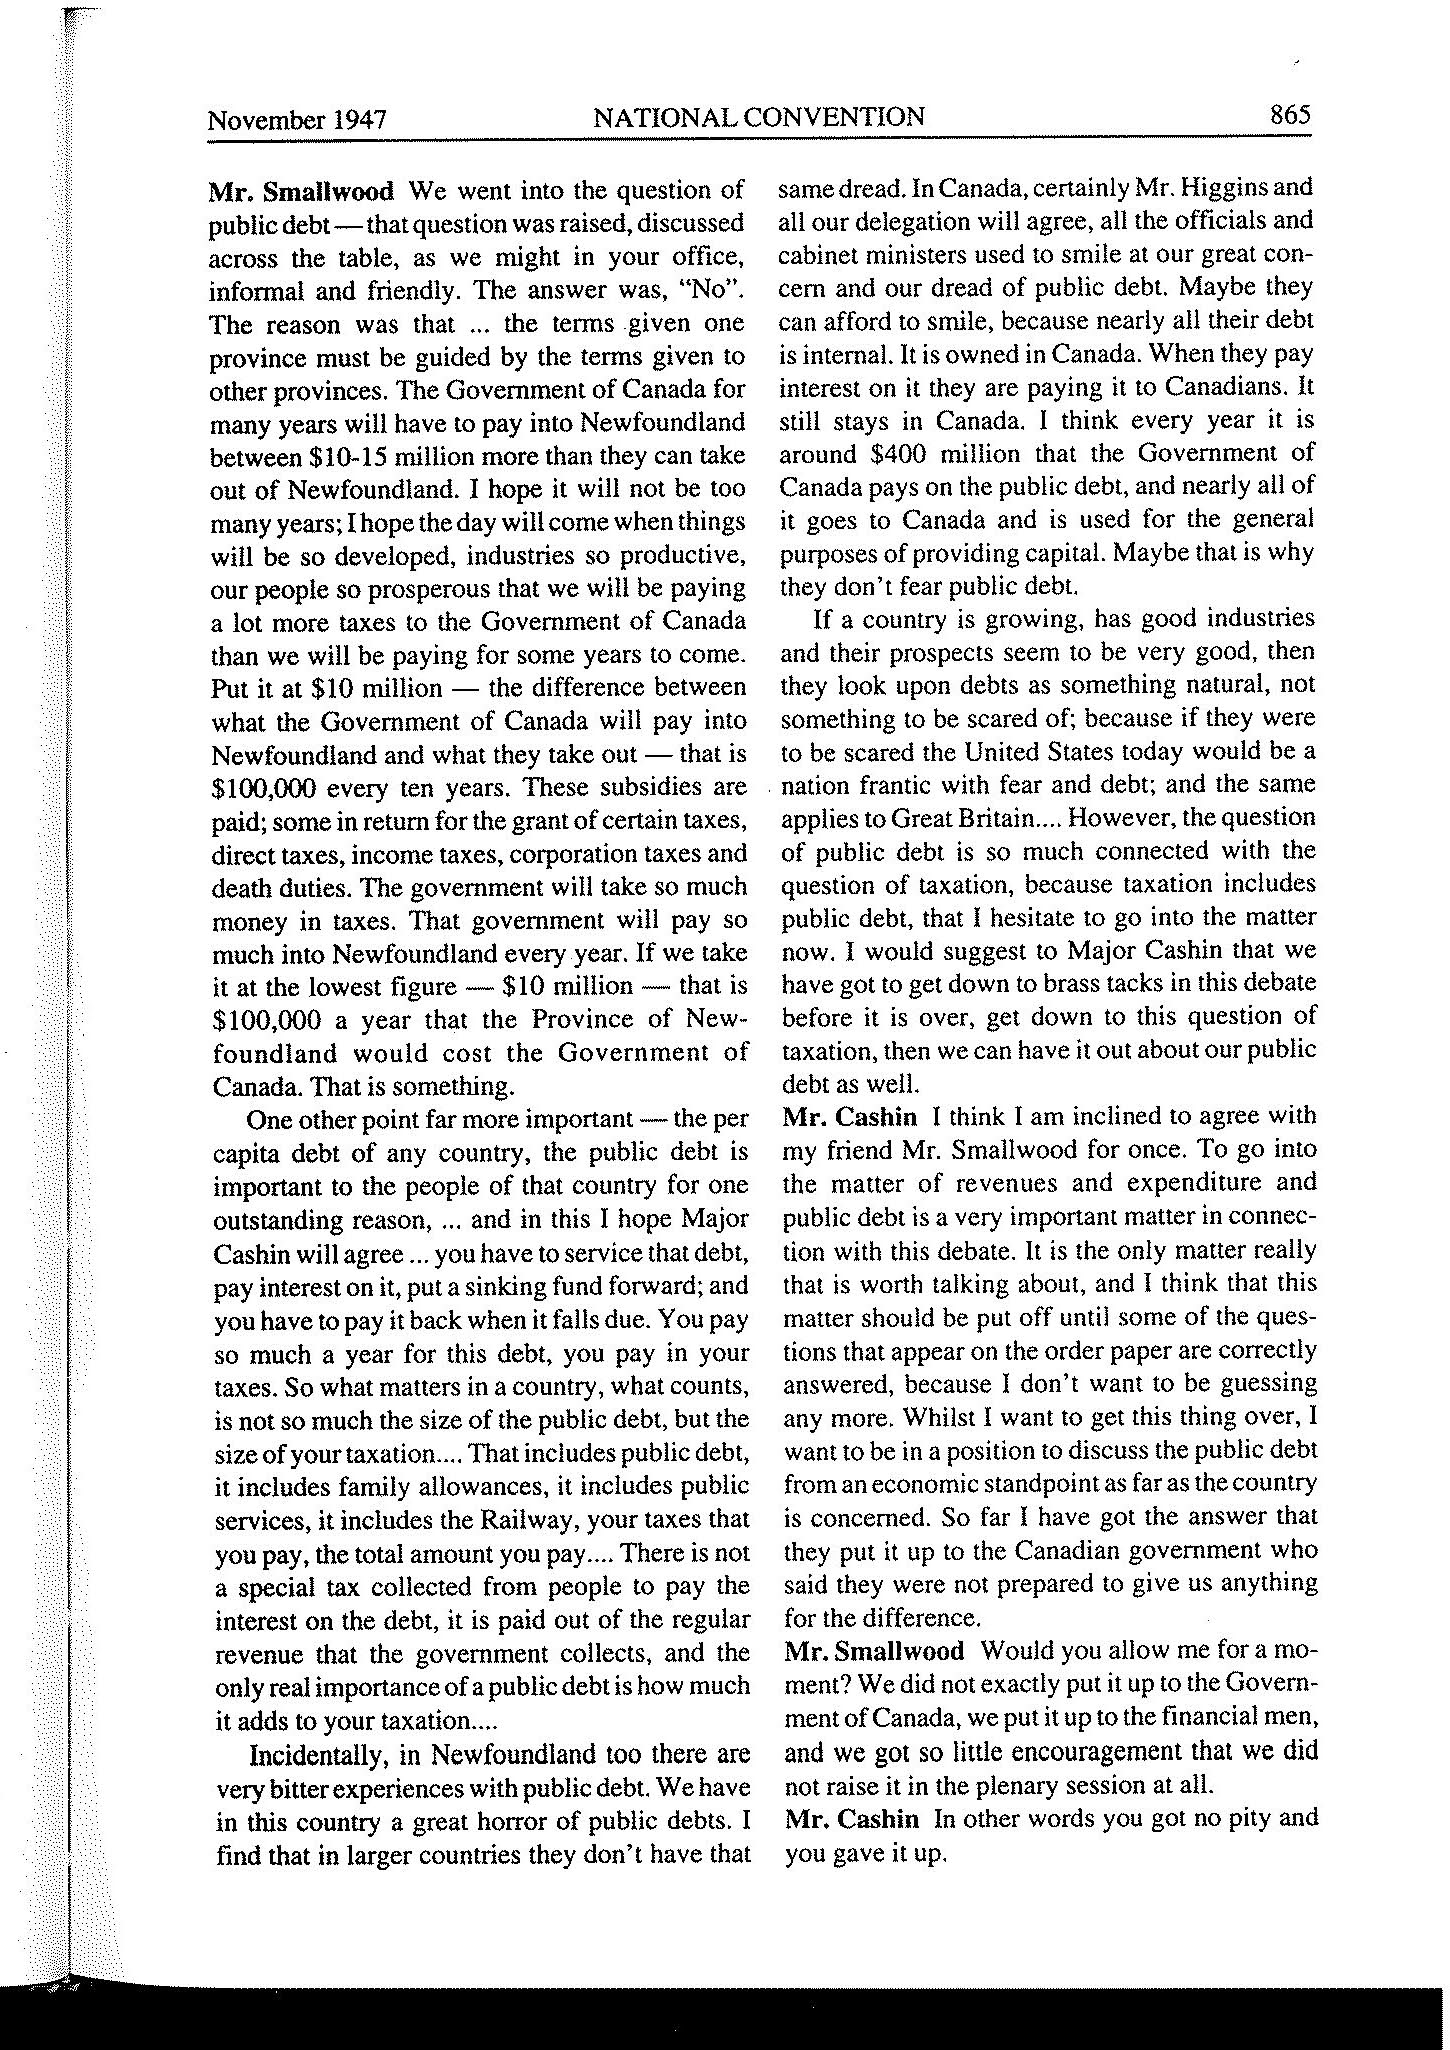 November 1947 NATIONAL CONVENTION 865
Mr. Smallwood We went into the question of
public debt — that question was raised, discussed
across the table, as we might in your office,
informal and friendly. The answer was, “No”.
The reason was that ... the terms given one
province must be guided by the terms given to
other provinces. The Government of Canada for
many years will have to pay into Newfoundland
between $10-15 million more than they can take
out of Newfoundland. I hope it will not be too
many years; I hope the day will come when things
will be so developed, industries so productive,
our people so prosperous that we will be paying
a lot more taxes to the Government of Canada
than we will be paying for some years to come.
Put it at $10 million — the difference between
what the Government of Canada will pay into
Newfoundland and what they take out — that is
$100,000 every ten years. These subsidies are
paid; some in return for the grant of certain taxes,
direct taxes, income taxes, corporation taxes and
death duties. The government will take so much
money in taxes. That government will pay so
much into Newfoundland every year. If we take
it at the lowest figure — $10 million — that is
$100,000 a year that the Province of New-
foundland would cost the Government of
Canada. That is something.
One other point far more important — the per
capita debt of any country, the public debt is
important to the people of that country for one
outstanding reason, ... and in this I hope Major
Cashin will agree ... you have to service that debt,
pay interest on it, put a sinking fund forward; and
you have to pay it back when it falls due. You pay
so much a year for this debt, you pay in your
taxes. So what matters in a country, what counts,
is not so much the size of the public debt, but the
size of your taxation.... That includes public debt,
it includes family allowances, it includes public
services, it includes the Railway, your taxes that
you pay, the total amount you pay.... There is not
a special tax collected from people to pay the
interest on the debt, it is paid out of the regular
revenue that the government collects, and the
only real importance of a public debt is how much
it adds to your taxation....
Incidentally, in Newfoundland too there are
very bitter experiences with public debt. We have
in this country a great horror of public debts. I
find that in larger countries they don’t have that
same dread. In Canada, certainly Mr. Higgins and
all our delegation will agree, all the officials and
cabinet ministers used to smile at our great con-
cern and our dread of public debt. Maybe they
can afford to smile, because nearly all their debt
is internal. It is owned in Canada. When they pay
interest on it they are paying it to Canadians. It
still stays in Canada. I think every year it is
around $400 million that the Government of
Canada pays on the public debt, and nearly all of
it goes to Canada and is used for the general
purposes of providing capital. Maybe that is why
they don’t fear public debt.
If a country is growing, has good industries
and their prospects seem to be very good, then
they look upon debts as something natural, not
something to be scared of; because if they were
to be scared the United States today would be a
nation frantic with fear and debt; and the same
applies to Great Britain.... However, the question
of public debt is so much connected with the
question of taxation, because taxation includes
public debt, that I hesitate to go into the matter
now. I would suggest to Major Cashin that we
have got to get down to brass tacks in this debate
before it is over, get down to this question of
taxation, then we can have it out about our public
debt as well.
Mr. Cashin I think I am inclined to agree with
my friend Mr. Smallwood for once. To go into
the matter of revenues and expenditure and
public debt is a very important matter in connec-
tion with this debate. It is the only matter really
that is worth talking about, and I think that this
matter should be put off until some of the ques-
tions that appear on the order paper are correctly
answered, because I don’t want to be guessing
any more. Whilst I want to get this thing over, I
want to be in a position to discuss the public debt
from an economic standpoint as far as the country
is concerned. So far I have got the answer that
they put it up to the Canadian government who
said they were not prepared to give us anything
for the difference.
Mr. Smallwood Would you allow me for a mo-
ment? We did not exactly put it up to the Govern-
ment of Canada, we put it up to the financial men,
and we got so little encouragement that we did
not raise it in the plenary session at all.
Mr. Cashin In other words you got no pity and
you gave it up.